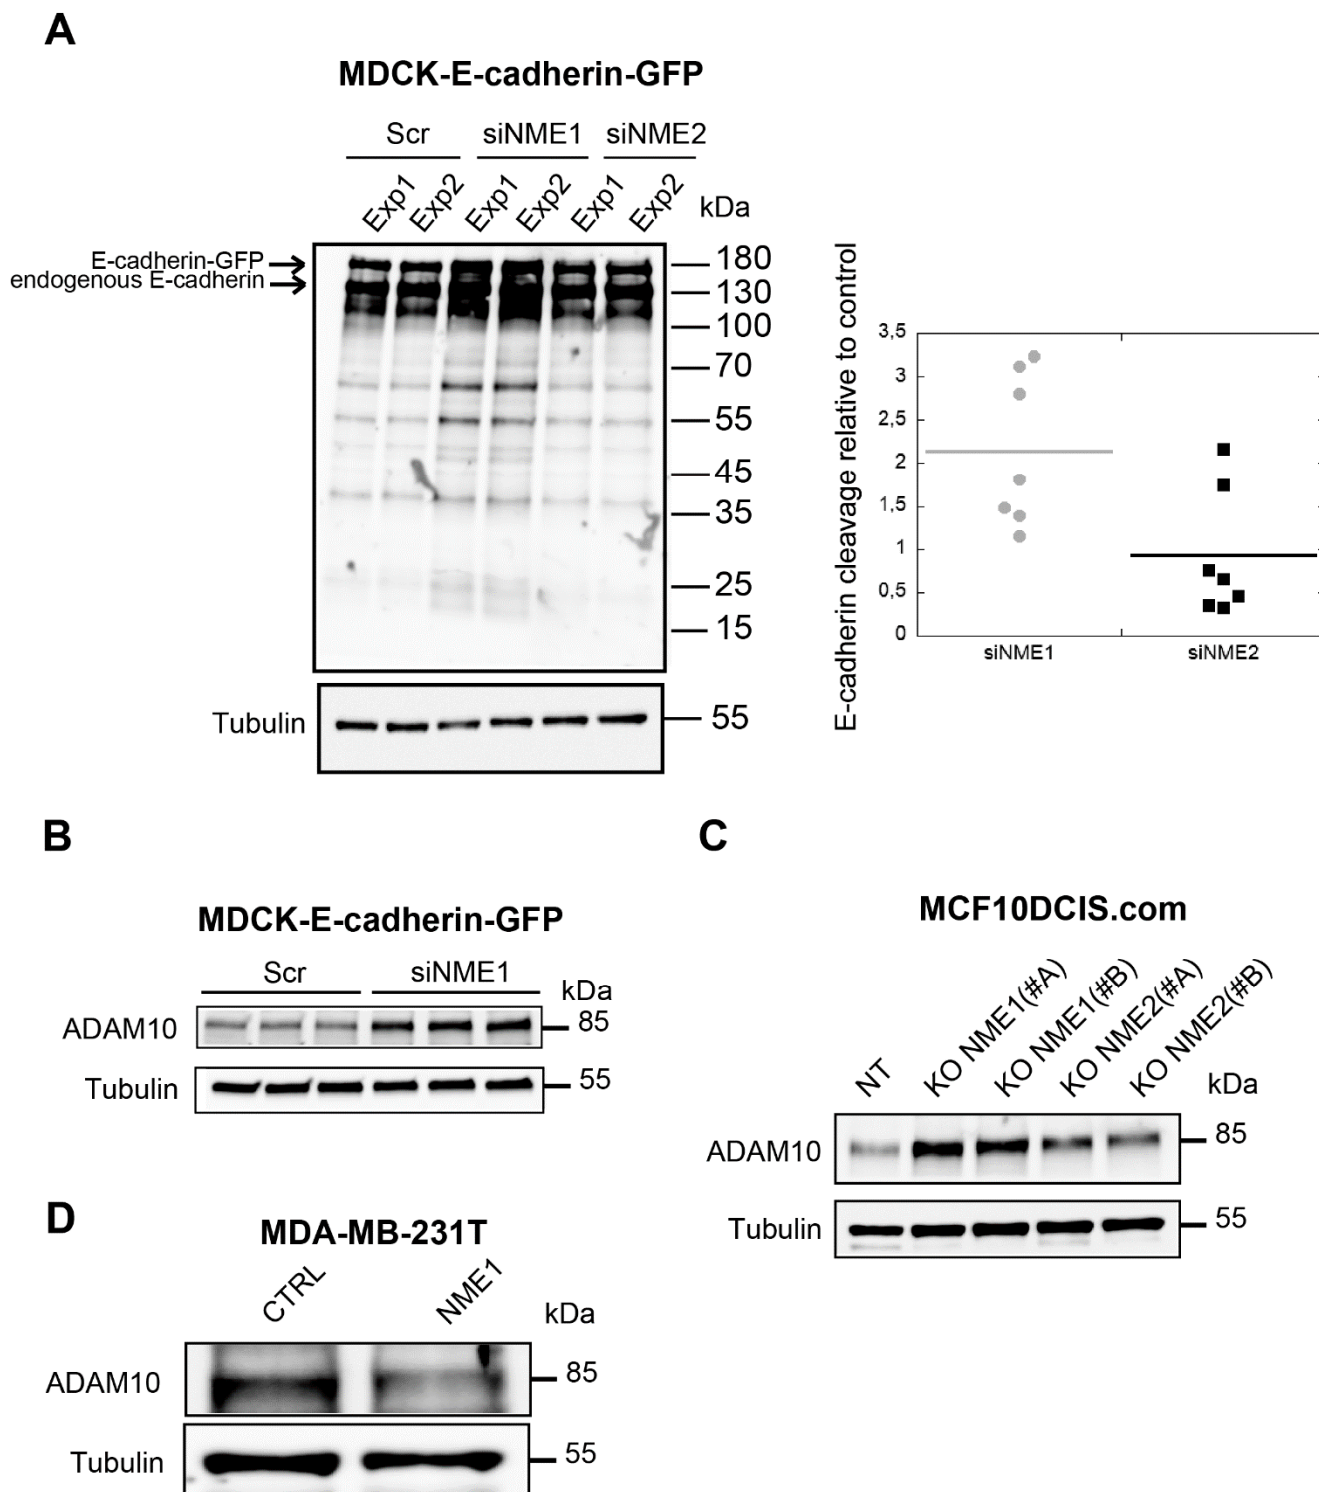 A
MDCK-E-cadherin-GFP
Scr siNME1 siNME2
Exp1 Exp2 Exp1 Exp2 Exp1 Exp2
kDa
E-cadherin-GFP
endogenous E-cadherin
180
130
100
70
55
45
35
25
15
Tubulin
55
E-cadherin cleavage relative to control
3,5
3
2,5
2
1,5
1
0,5
0
siNME1 siNME2
B
MDCK-E-cadherin-GFP
Scr siNME1
kDa
ADAM10
85
Tubulin
55
C
MCF10DCIS.com
NT KO NME1(#A) KO NME1(#B) KO NME2(#A) KO NME2(#B)
kDa
ADAM10
85
Tubulin
55
D
MDA-MB-231T
CTRL NME1
kDa
ADAM10
85
Tubulin
55